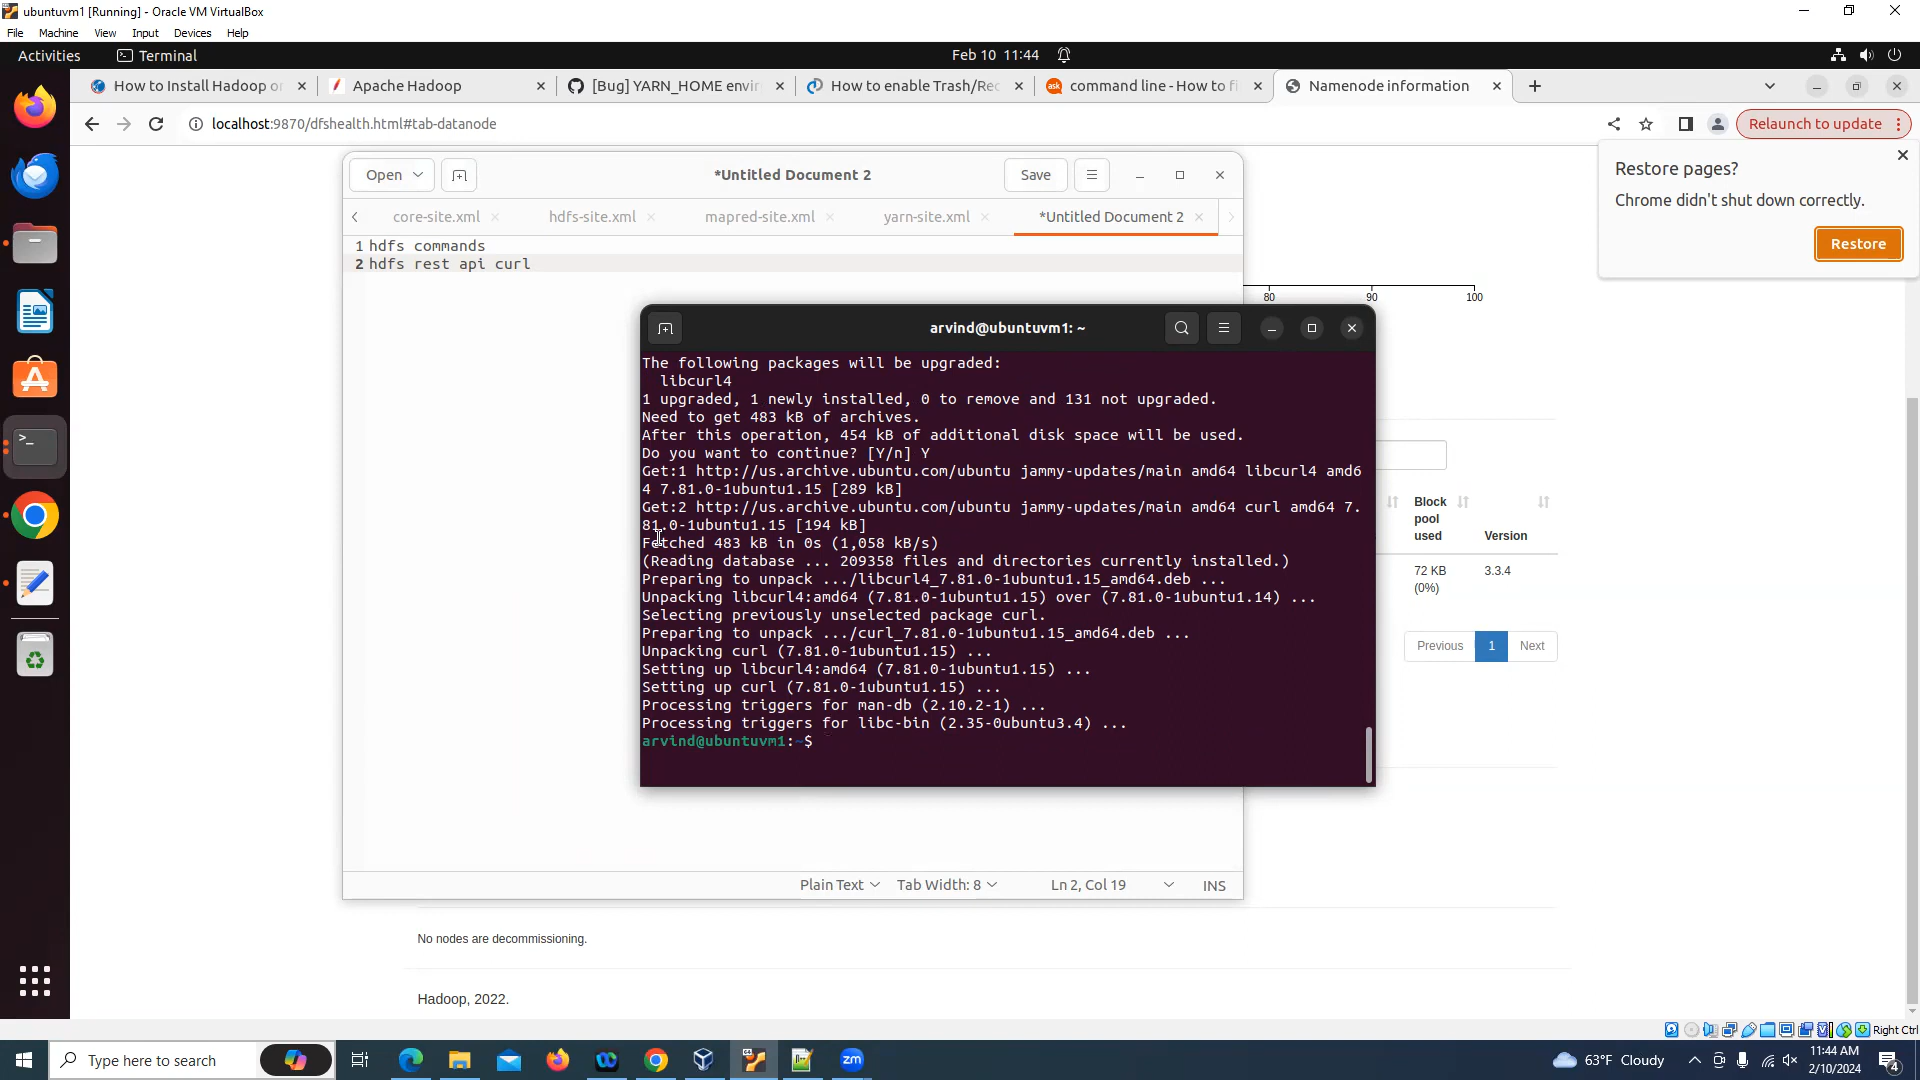 ubuntuvm1 [Running] - Oracle VM VirtualBox
File Machine View Input Devices Help
Activities Terminal Feb 10 11:44
How to Install Hadoop or Apache Hadoop [Bug] YARN_HOME envir How to enable Trash/Rec command line - How to fi Namenode information
localhost:9870/dfshealth.html#tab-datanode Relaunch to update
Restore pages?
Chrome didn't shut down correctly.
Restore
Open *Untitled Document 2 Save
core-site.xml hdfs-site.xml mapred-site.xml yarn-site.xml *Untitled Document 2
1 hdfs commands
2 hdfs rest api curl
80 90 100
arvind@ubuntuvm1: ~
The following packages will be upgraded:
libcurl4
1 upgraded, 1 newly installed, 0 to remove and 131 not upgraded.
Need to get 483 kB of archives.
After this operation, 454 kB of additional disk space will be used.
Do you want to continue? [Y/n] Y
Get:1 http://us.archive.ubuntu.com/ubuntu jammy-updates/main amd64 libcurl4 amd6
4 7.81.0-1ubuntu1.15 [289 kB]
Get:2 http://us.archive.ubuntu.com/ubuntu jammy-updates/main amd64 curl amd64 7.
81.0-1ubuntu1.15 [194 kB]
Fetched 483 kB in 0s (1,058 kB/s)
(Reading database ... 209358 files and directories currently installed.)
Preparing to unpack .../libcurl4_7.81.0-1ubuntu1.15_amd64.deb ...
Unpacking libcurl4:amd64 (7.81.0-1ubuntu1.15) over (7.81.0-1ubuntu1.14) ...
Selecting previously unselected package curl.
Preparing to unpack .../curl_7.81.0-1ubuntu1.15_amd64.deb ...
Unpacking curl (7.81.0-1ubuntu1.15) ...
Setting up libcurl4:amd64 (7.81.0-1ubuntu1.15) ...
Setting up curl (7.81.0-1ubuntu1.15) ...
Processing triggers for man-db (2.10.2-1) ...
Processing triggers for libc-bin (2.35-0ubuntu3.4) ...
arvind@ubuntuvm1:~$
Block
pool
used Version
72 KB 3.3.4
(0%)
Previous 1 Next
Plain Text Tab Width: 8 Ln 2, Col 19 INS
No nodes are decommissioning.
Hadoop, 2022.
Right Ctrl
Type here to search zm 63°F Cloudy 11:44 AM
2/10/2024 4